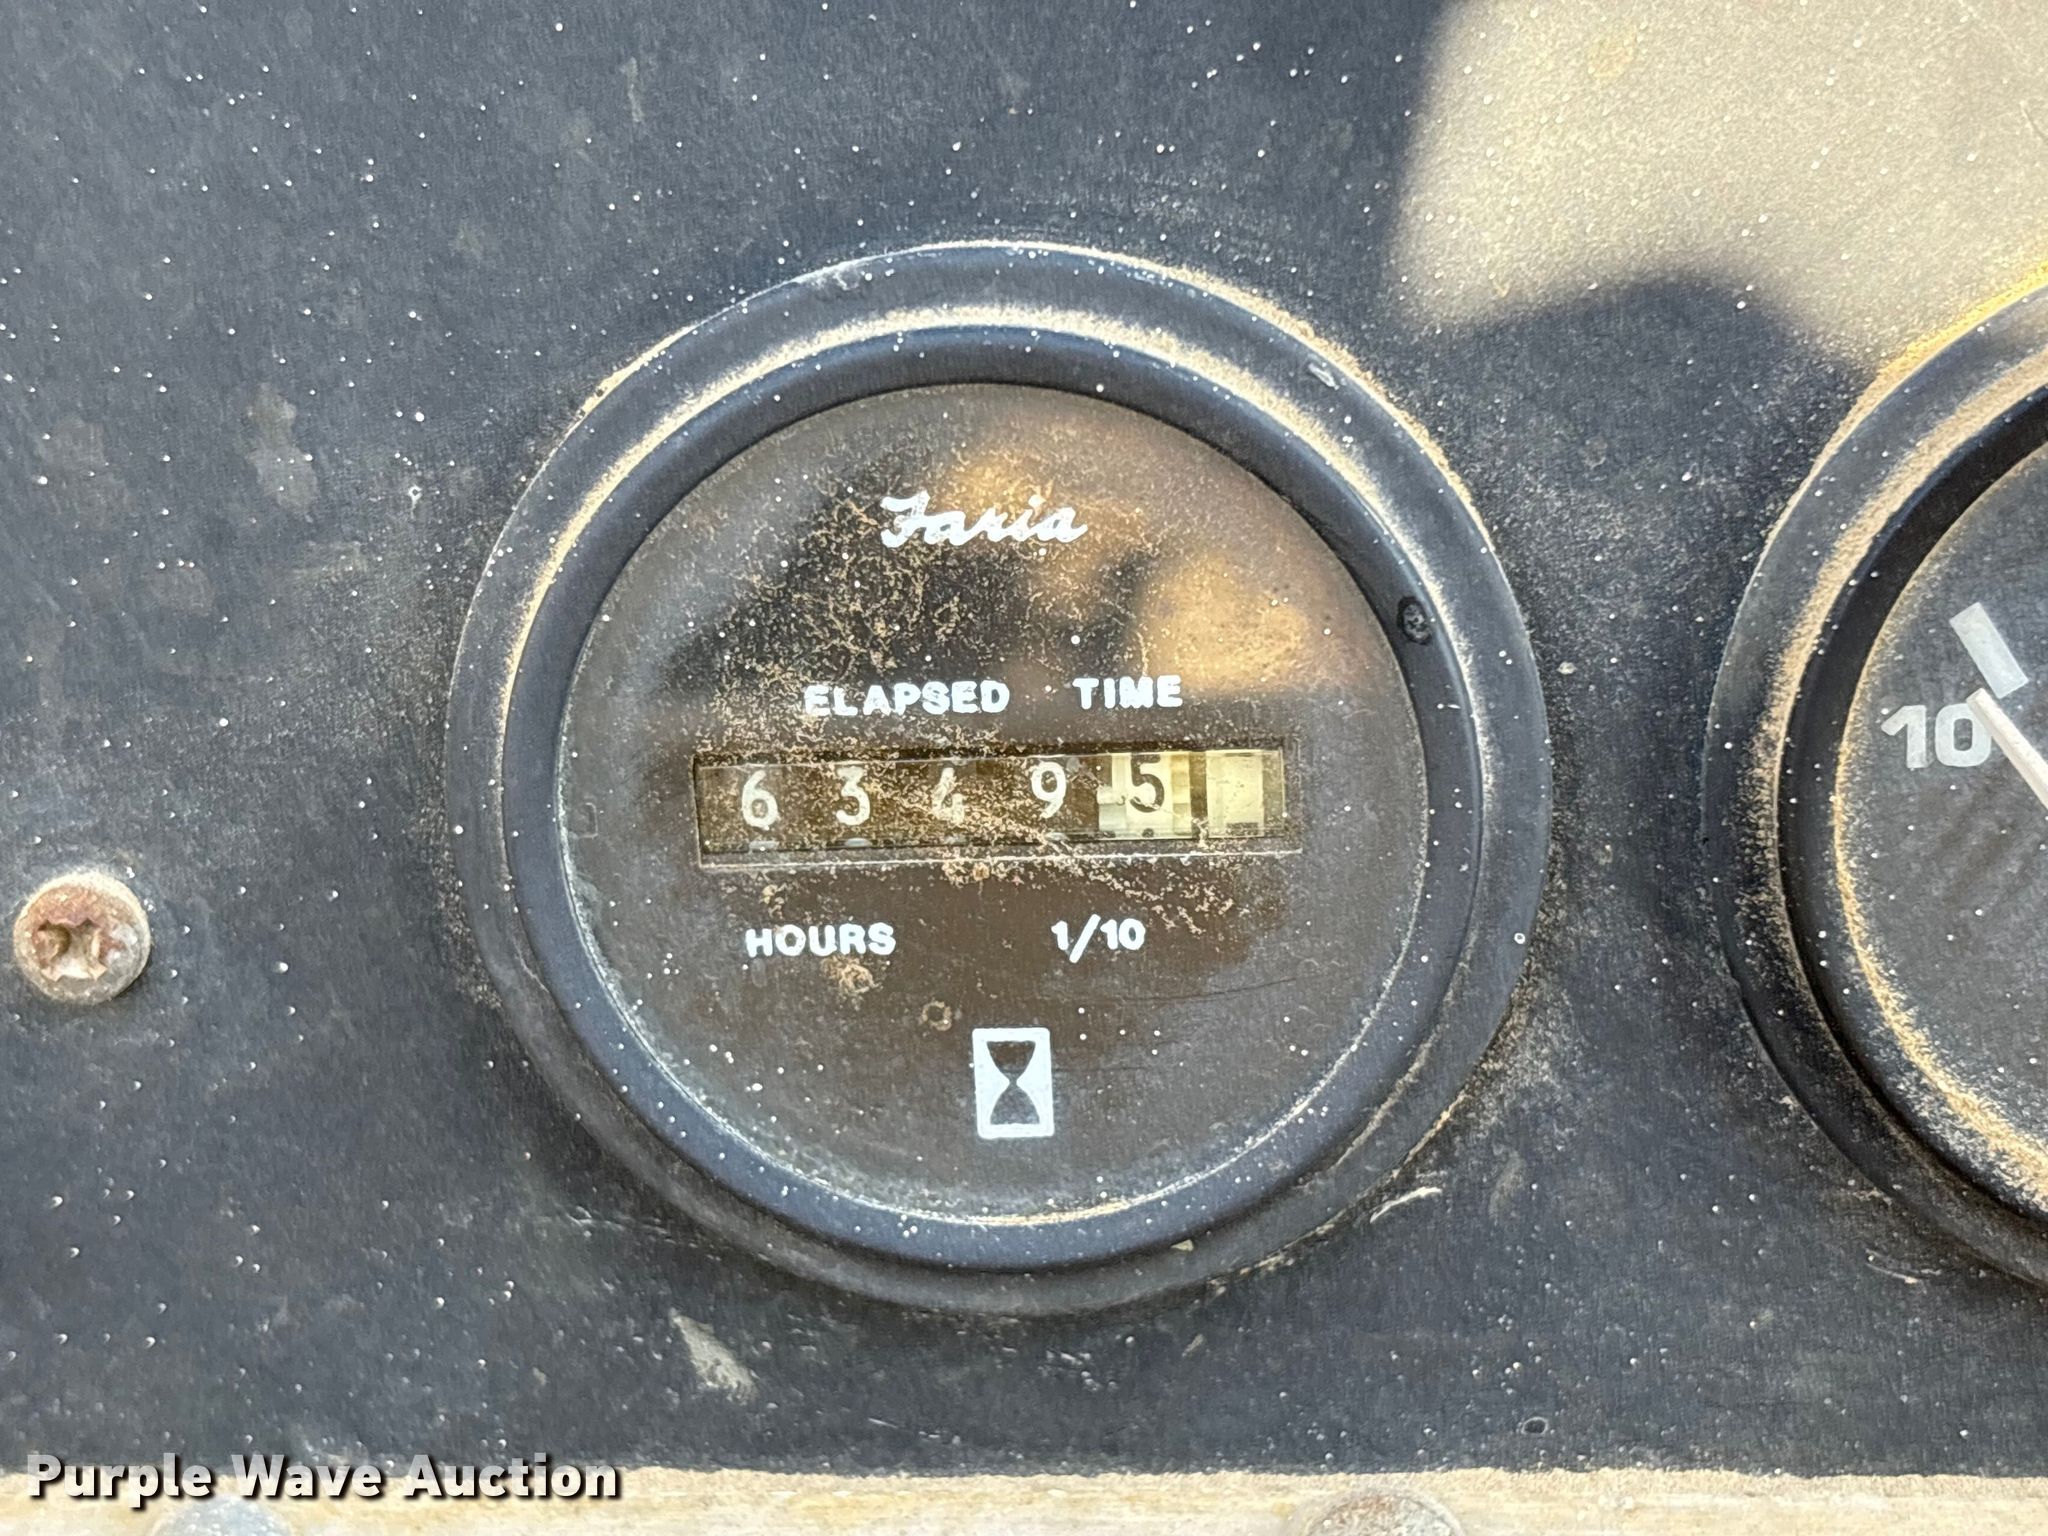 Faria
ELAPSED TIME
6 3 4 9 5
HOURS 1/10
10
Purple Wave Auction